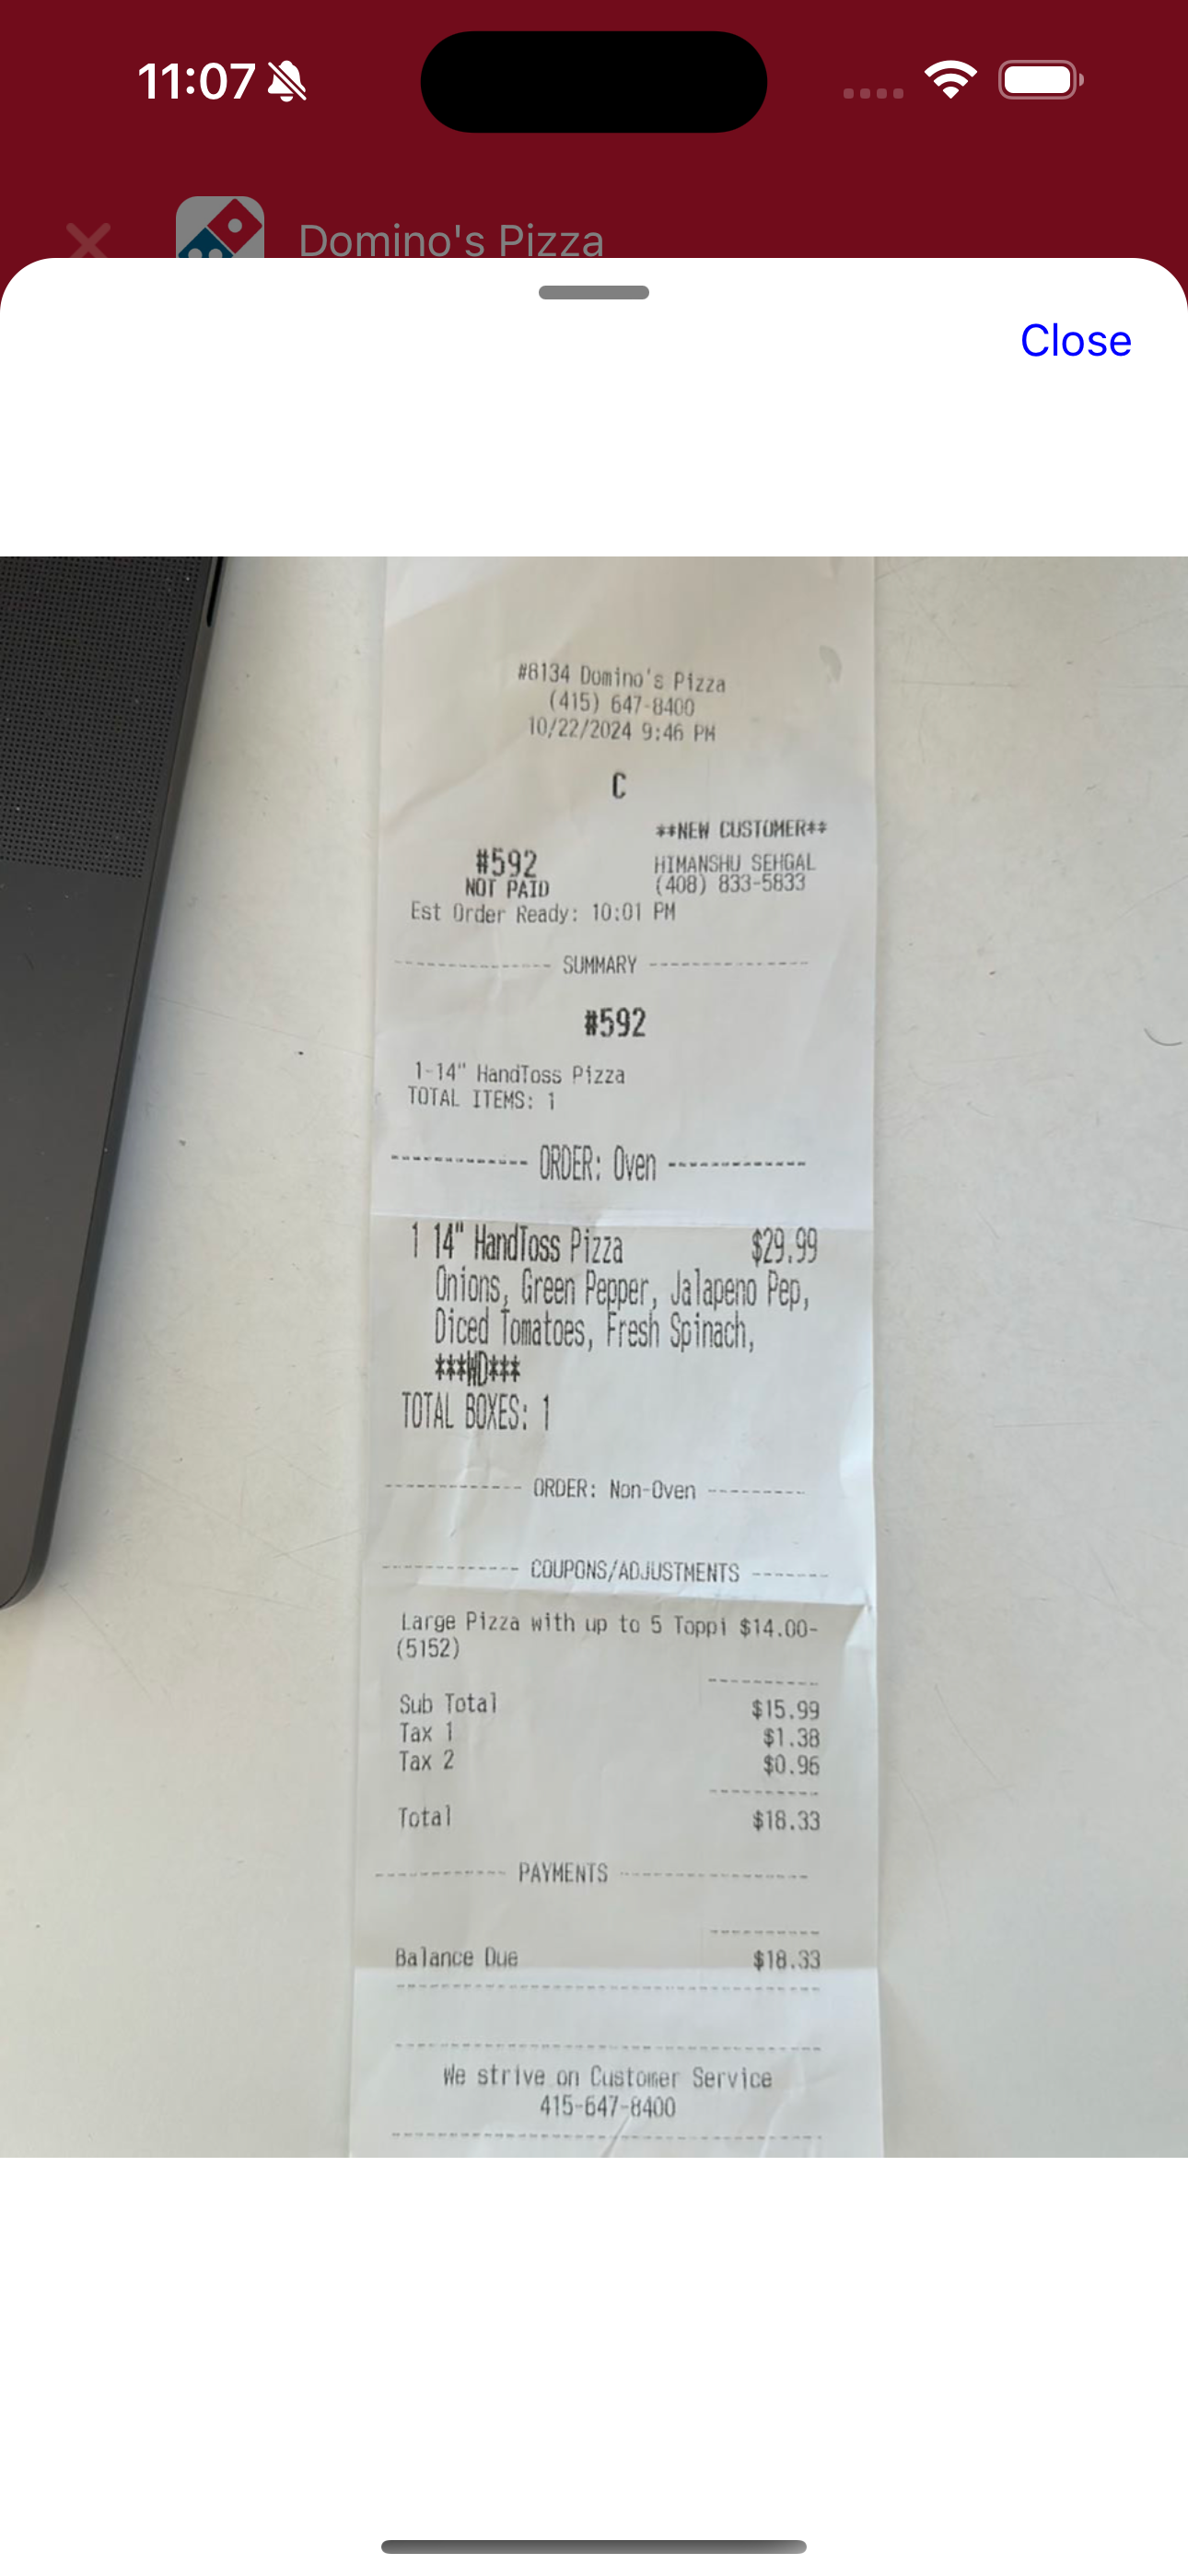 11:07
Domino's Pizza
Close
#8134 Domino's Pizza
(415) 647-8400
10/22/2024 9:46 PM
C
**NEW CUSTOMER**
#592
HIMANSHU SEHGAL
NOT PAID
(408) 833-5833
Est Order Ready: 10:01 PM
------------- SUMMARY -------------
#592
1-14" HandToss Pizza
TOTAL ITEMS: 1
------------- ORDER: Oven -------------
1 14" HandToss Pizza $29.99
Onions, Green Pepper, Jalapeno Pep,
Diced Tomatoes, Fresh Spinach,
***WD***
TOTAL BOXES: 1
------------- ORDER: Non-Oven ---------
------------- COUPONS/ADJUSTMENTS -------
Large Pizza with up to 5 Toppi $14.00-
(5152)
Sub Total $15.99
Tax 1 $1.38
Tax 2 $0.96
Total $18.33
------------ PAYMENTS -----------------
Balance Due $18.33
We strive on Customer Service
415-647-8400